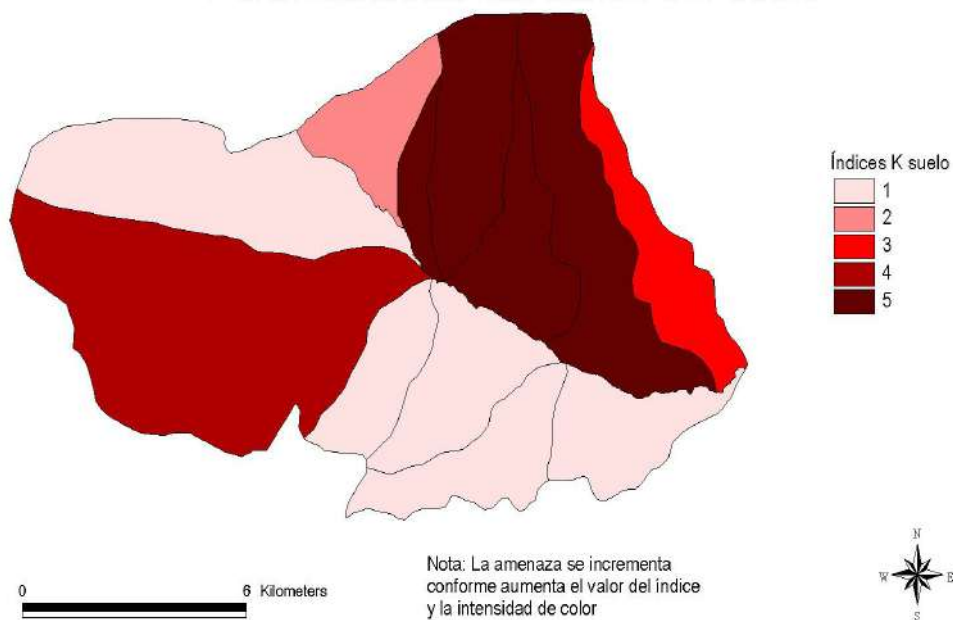 Índices K suelo
1
2
3
4
5
0 6 Kilometers
Nota: La amenaza se incrementa
conforme aumenta el valor del índice
y la intensidad de color
N
W E
S